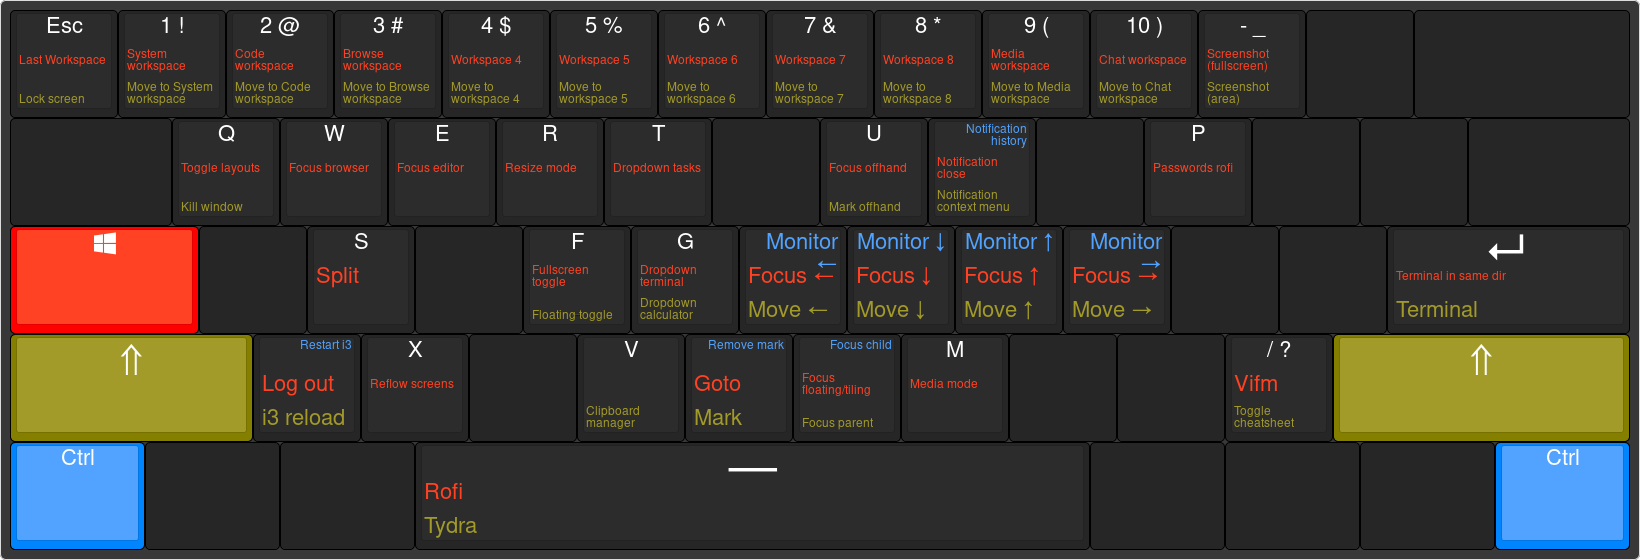 Esc
Last Workspace
Lock screen
1 !
System
workspace
Move to System
workspace
2 @
Code
workspace
Move to Code
workspace
3 #
Browse
workspace
Move to Browse
workspace
4 $
Workspace 4
Move to
workspace 4
5 %
Workspace 5
Move to
workspace 5
6 ^
Workspace 6
Move to
workspace 6
7 &
Workspace 7
Move to
workspace 7
8 *
Workspace 8
Move to
workspace 8
9 (
Media
workspace
Move to Media
workspace
10 )
Chat workspace
Move to Chat
workspace
- _
Screenshot
(fullscreen)
Screenshot
(area)
Q
Toggle layouts
Kill window
W
Focus browser
E
Focus editor
R
Resize mode
T
Dropdown tasks
U
Focus offhand
Mark offhand
Notification
history
Notification
close
Notification
context menu
P
Passwords rofi
S
Split
F
Fullscreen
toggle
Floating toggle
G
Dropdown
terminal
Dropdown
calculator
Monitor
←
Focus ←
Move ←
Monitor ↓
Focus ↓
Move ↓
Monitor ↑
Focus ↑
Move ↑
Monitor
→
Focus →
Move →
Terminal in same dir
Terminal
⇑
Restart i3
Log out
i3 reload
X
Reflow screens
V
Clipboard
manager
Remove mark
Goto
Mark
Focus child
Focus
floating/tiling
Focus parent
M
Media mode
/ ?
Vifm
Toggle
cheatsheet
⇑
Ctrl
Rofi
Tydra
Ctrl